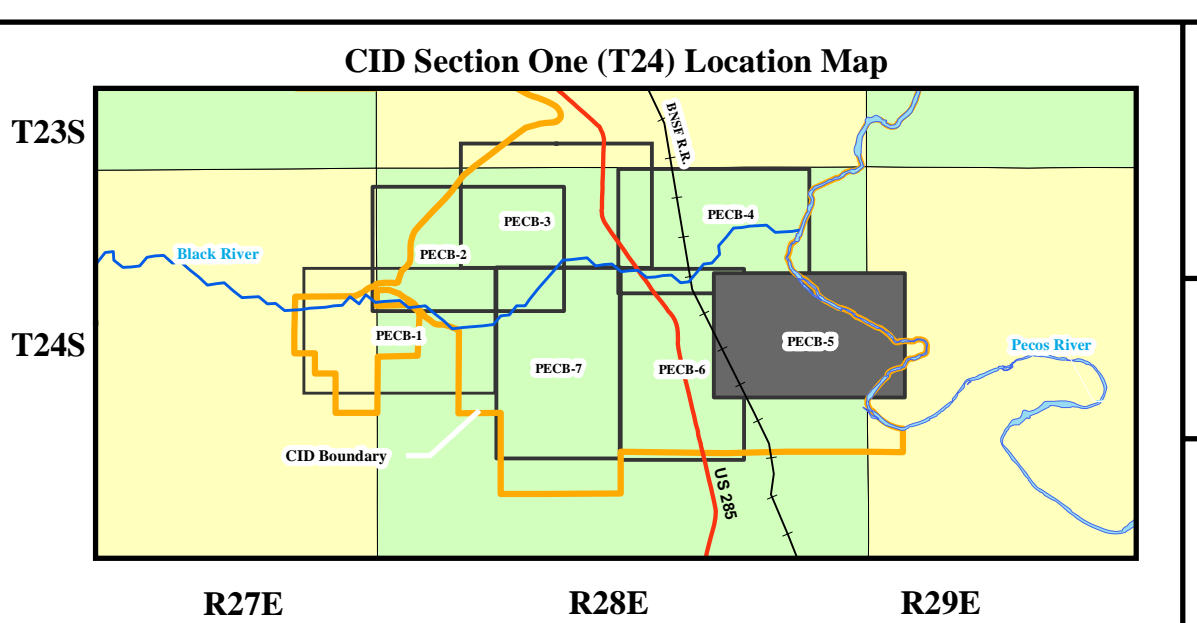 CID Section One (T24) Location Map
T23S
BNSF R.R.
PECB-4
PECB-3
Black River
PECB-2
PECB-1
T24S
PECB-5
Pecos River
PECB-7
PECB-6
CID Boundary
US 285
R27E
R28E
R29E